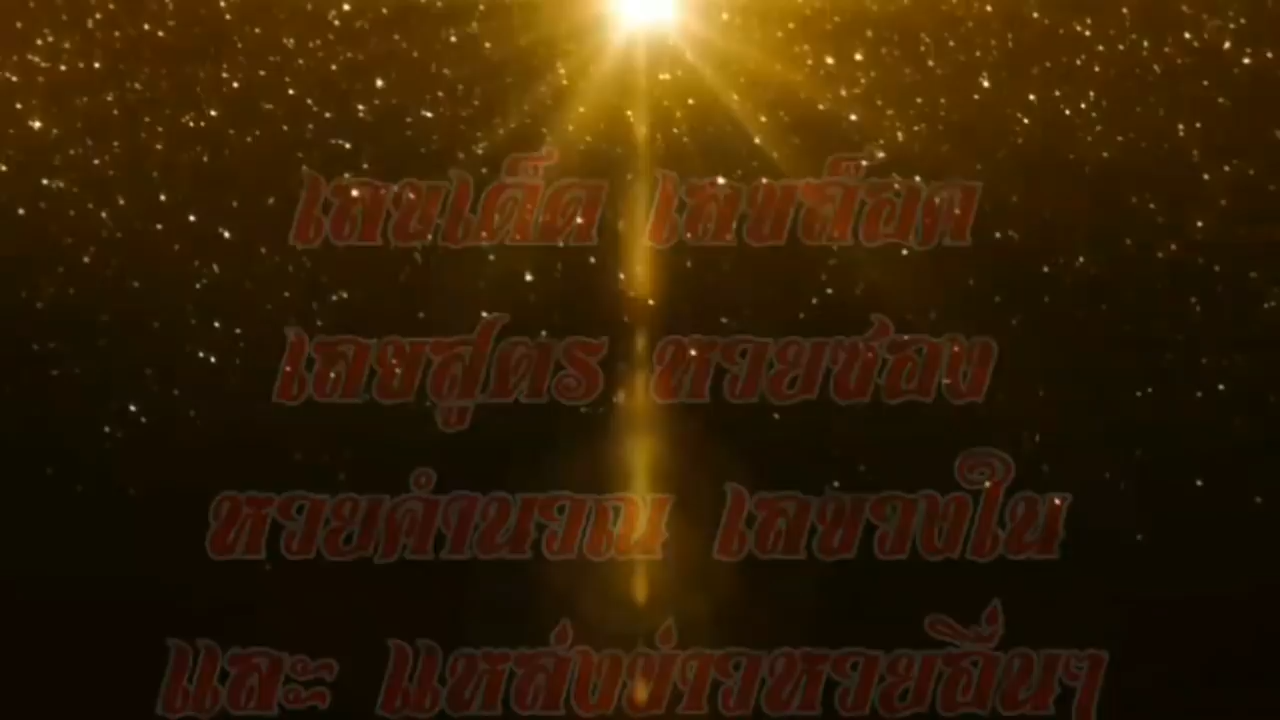 เลขเด็ด เลขล็อค
เลขสูตร หวยซอง
หวยคำนวณ เลขวงใน
และ แหล่งข่าวหวยอื่นๆ